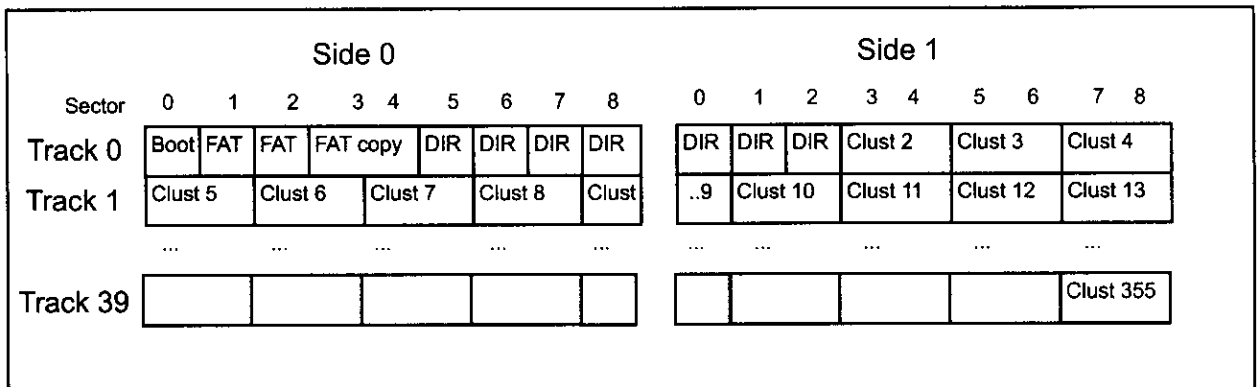 Side 0 Side 1
Sector 0 1 2 3 4 5 6 7 8 0 1 2 3 4 5 6 7 8
Track 0 Boot FAT FAT FAT copy DIR DIR DIR DIR DIR DIR DIR Clust 2 Clust 3 Clust 4
Track 1 Clust 5 Clust 6 Clust 7 Clust 8 Clust ..9 Clust 10 Clust 11 Clust 12 Clust 13
... ... ... ... ... ... ... ... ... ...
Track 39 Clust 355